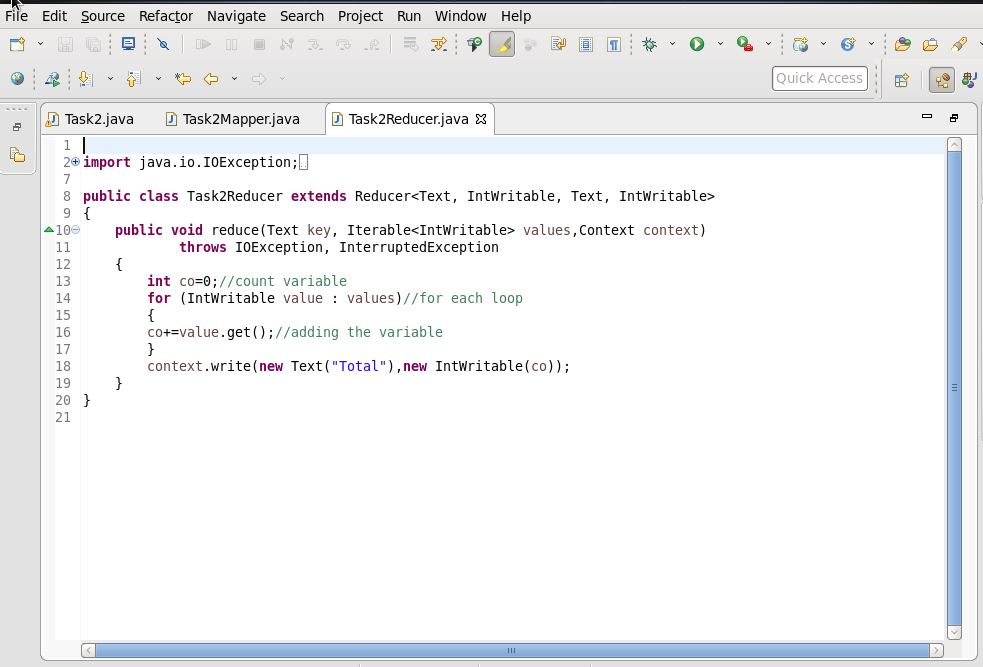 File Edit Source Refactor Navigate Search Project Run Window Help
Quick Access
Task2.java Task2Mapper.java Task2Reducer.java
1
2 import java.io.IOException;
7
8 public class Task2Reducer extends Reducer<Text, IntWritable, Text, IntWritable>
9 {
10 public void reduce(Text key, Iterable<IntWritable> values,Context context)
11 throws IOException, InterruptedException
12 {
13 int co=0;//count variable
14 for (IntWritable value : values)//for each loop
15 {
16 co+=value.get();//adding the variable
17 }
18 context.write(new Text("Total"),new IntWritable(co));
19 }
20 }
21